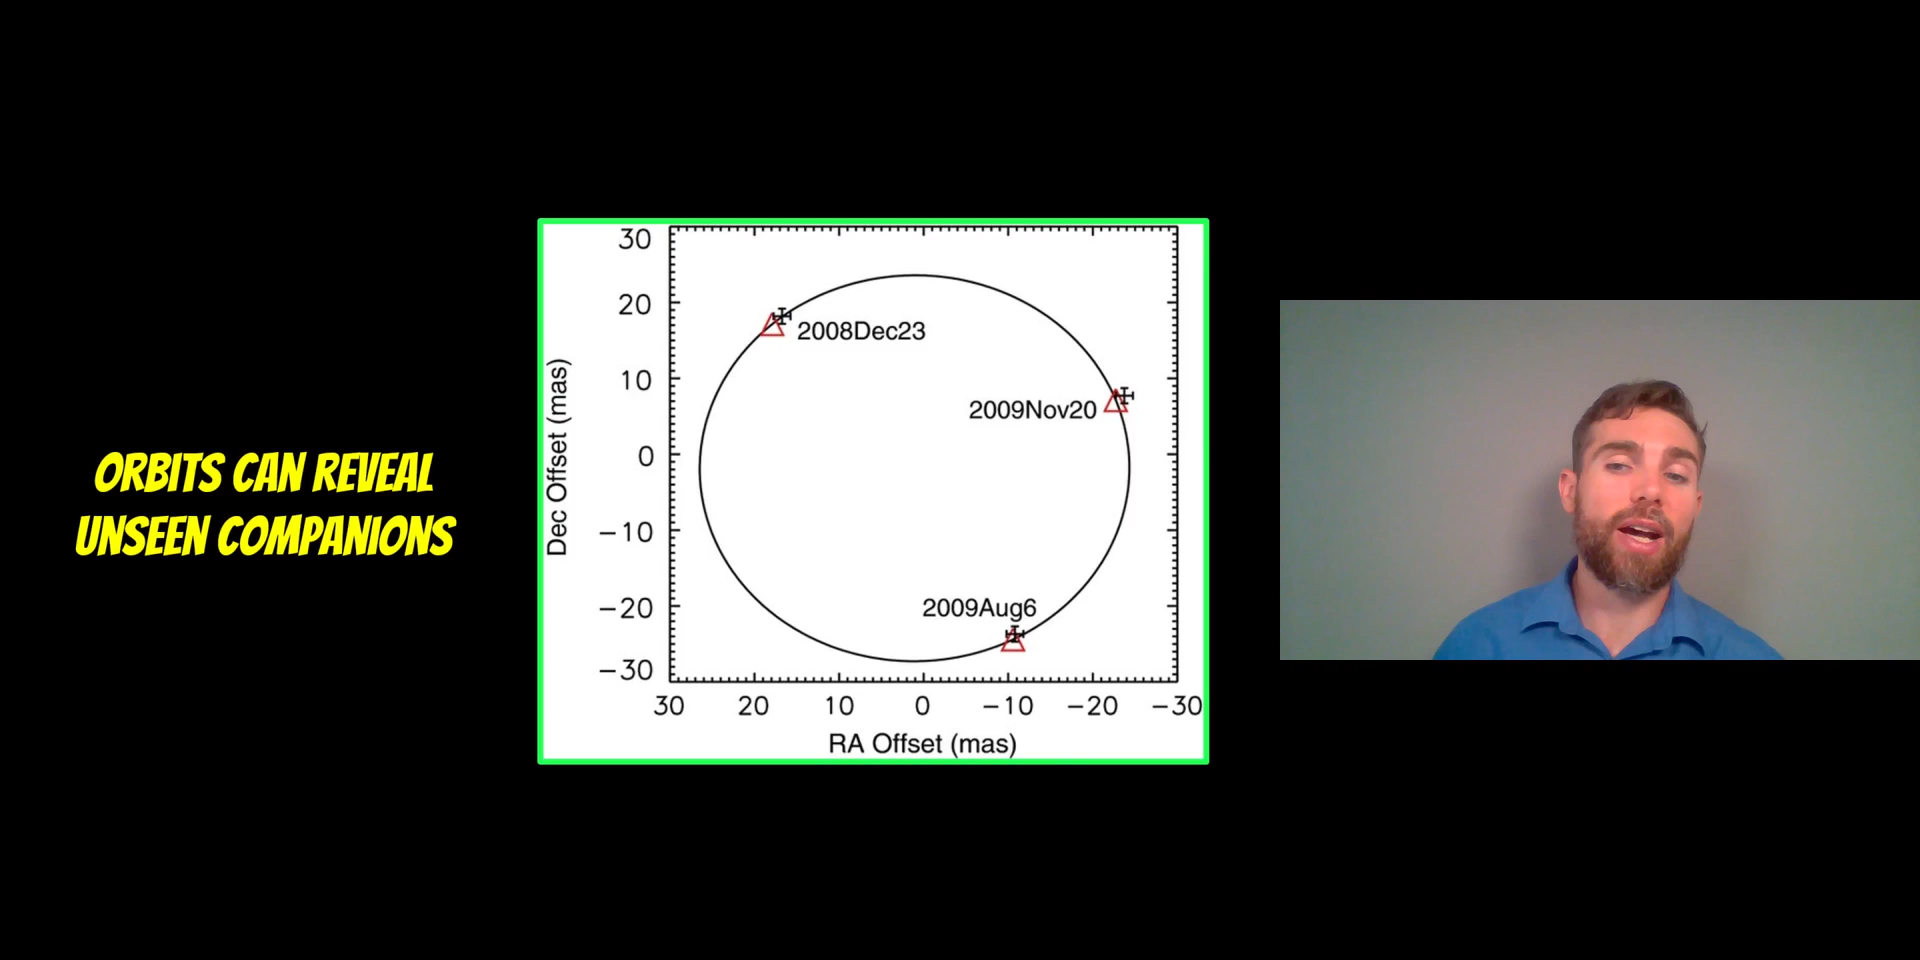 ORBITS CAN REVEAL
UNSEEN COMPANIONS
Dec Offset (mas)
30
20
10
0
−10
−20
−30
2008Dec23
2009Nov20
2009Aug6
30 20 10 0 −10 −20 −30
RA Offset (mas)